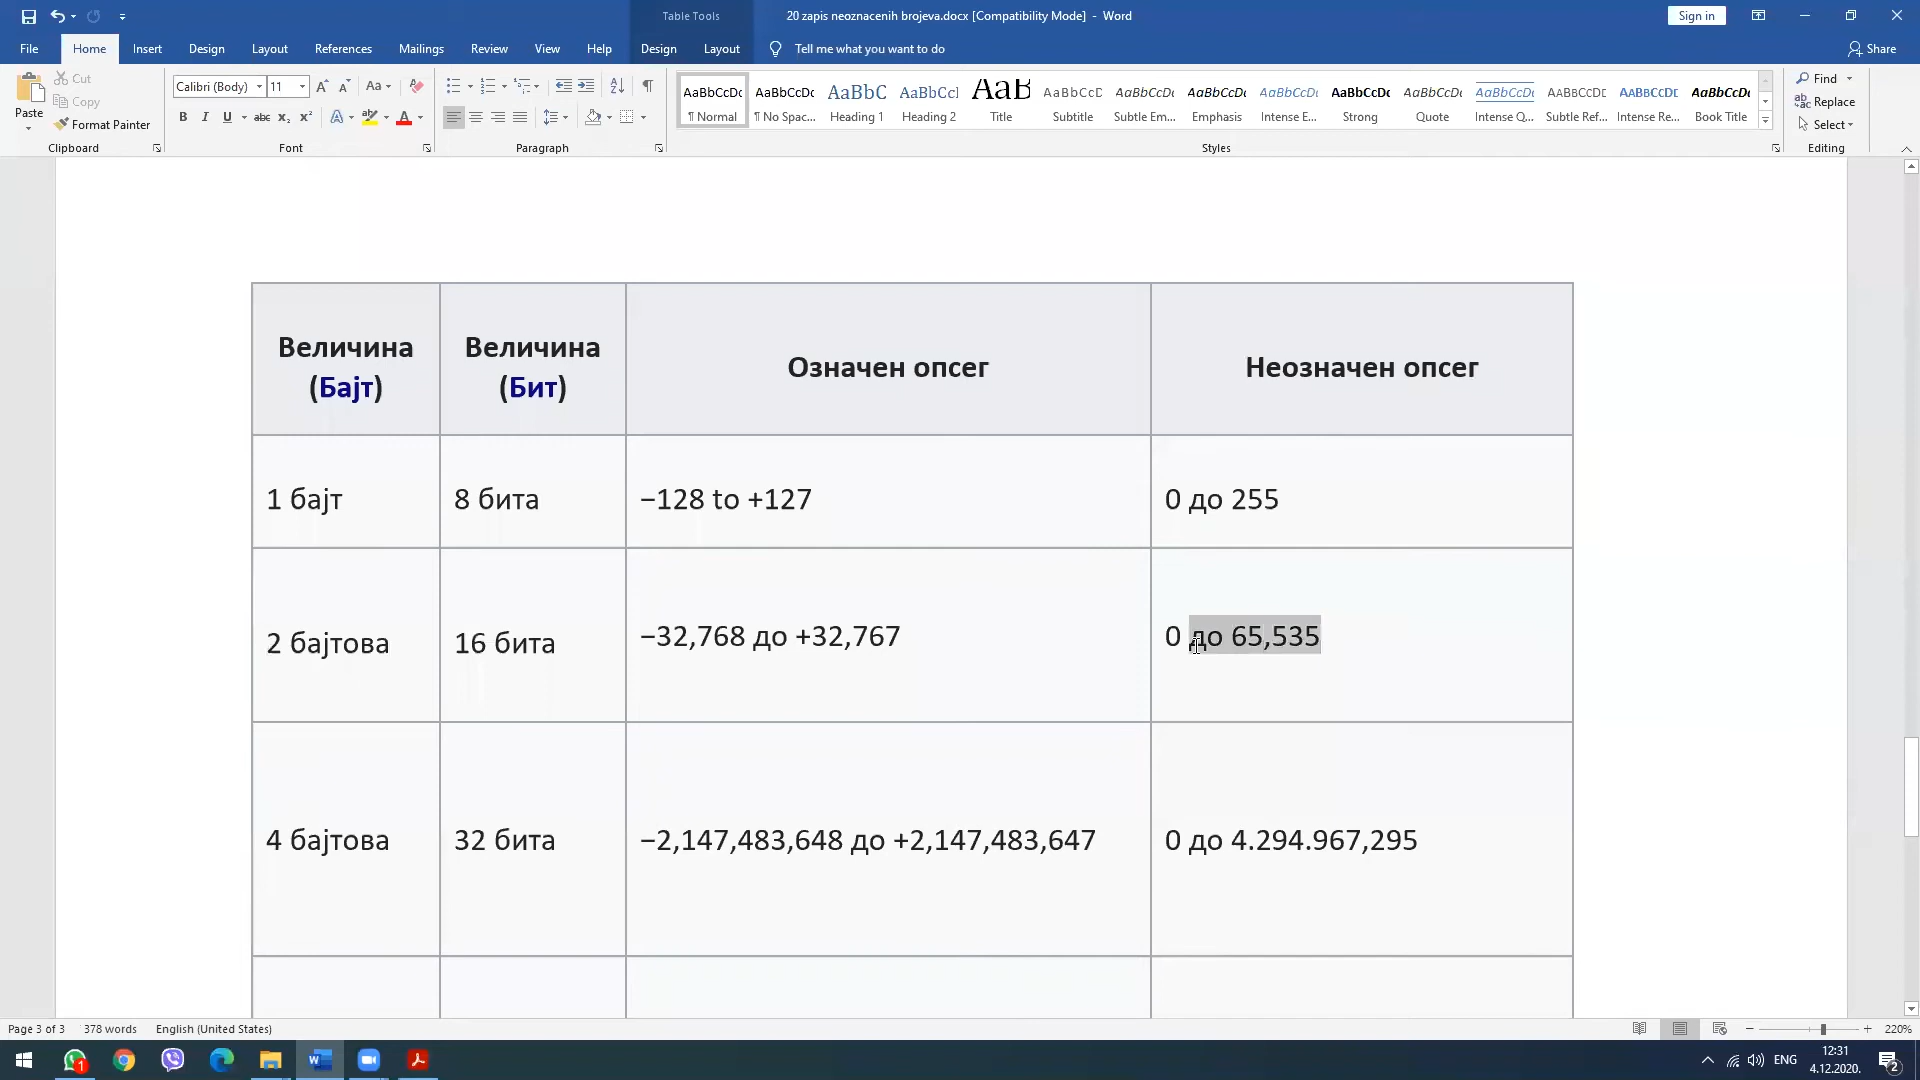 Table Tools
20 zapis neoznacenih brojeva.docx [Compatibility Mode] - Word
Sign in
File Home Insert Design Layout References Mailings Review View Help Design Layout Tell me what you want to do Share
Paste
Cut
Copy
Format Painter
Clipboard
Calibri (Body) 11
Font
Paragraph
AaBbCcDc AaBbCcDc AaBbC AaBbCcl AaB AaBbCcD AaBbCcDc AaBbCcDc AaBbCcDc AaBbCcDc AaBbCcDc AaBbCcDc AABBCCDE AABBCCDE AaBbCcDc
¶ Normal ¶ No Spac... Heading 1 Heading 2 Title Subtitle Subtle Em... Emphasis Intense E... Strong Quote Intense Q... Subtle Ref... Intense Re... Book Title
Styles
Find
Replace
Select
Editing
Величина (Бајт)
Величина (Бит)
Означен опсег
Неозначен опсег
1 бајт
8 бита
−128 to +127
0 до 255
2 бајтова
16 бита
−32,768 до +32,767
0 до 65,535
4 бајтова
32 бита
−2,147,483,648 до +2,147,483,647
0 до 4.294.967,295
Page 3 of 3 378 words English (United States) 220%
ENG
12:31
4.12.2020.
1
2